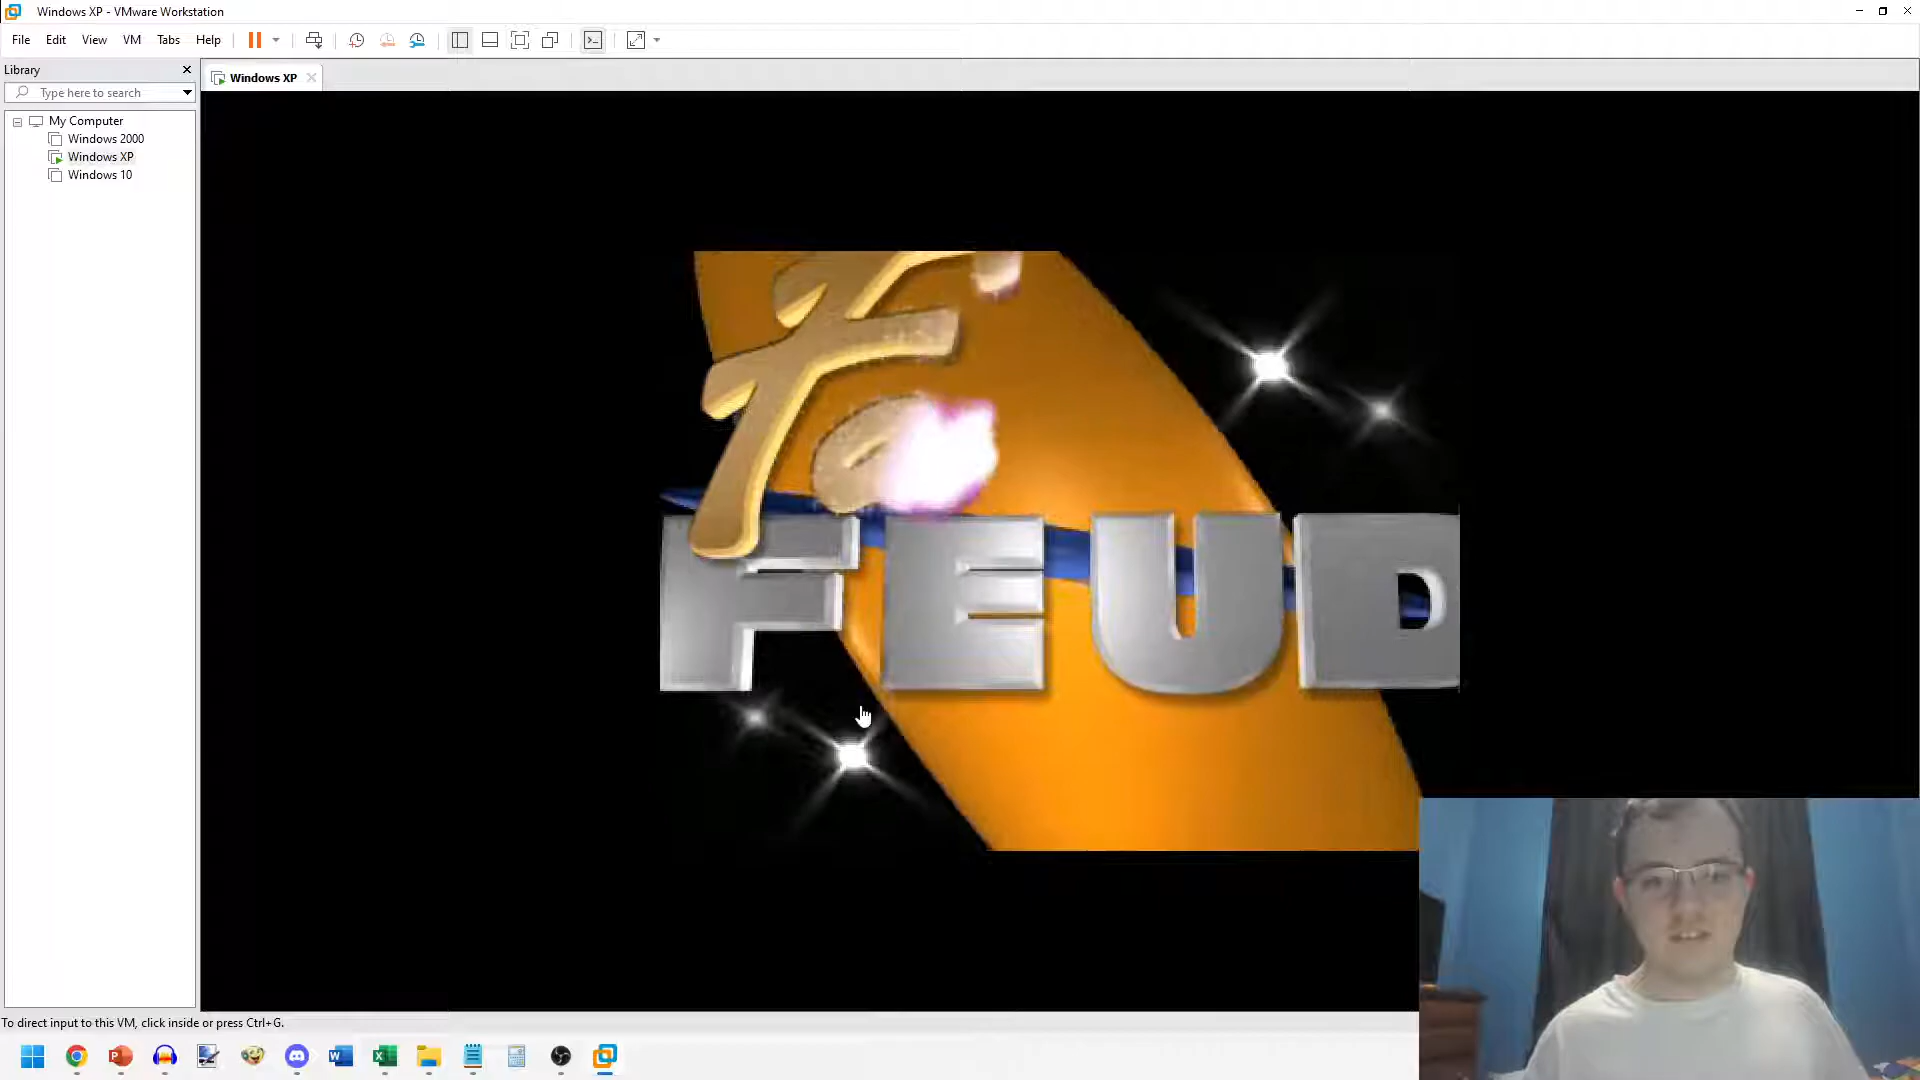 Windows XP - VMware Workstation
File Edit View VM Tabs Help
Library
Type here to search
My Computer
Windows 2000
Windows XP
Windows 10
Windows XP
Fa
FEUD
To direct input to this VM, click inside or press Ctrl+G.